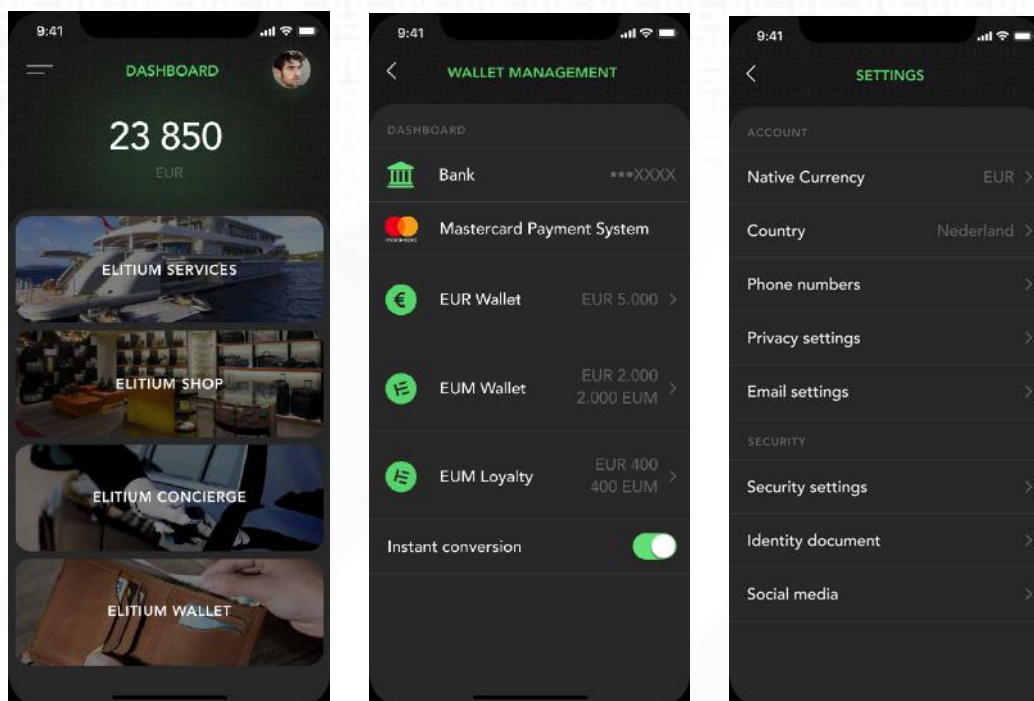 9:41
DASHBOARD
23 850
EUR
ELITIUM SERVICES
ELITIUM SHOP
ELITIUM CONCIERGE
ELITIUM WALLET
9:41
WALLET MANAGEMENT
DASHBOARD
Bank •••XXXX
Mastercard Payment System
EUR Wallet EUR 5.000
EUM Wallet EUR 2.000
2.000 EUM
EUM Loyalty EUR 400
400 EUM
Instant conversion
9:41
SETTINGS
ACCOUNT
Native Currency EUR
Country Nederland
Phone numbers
Privacy settings
Email settings
SECURITY
Security settings
Identity document
Social media